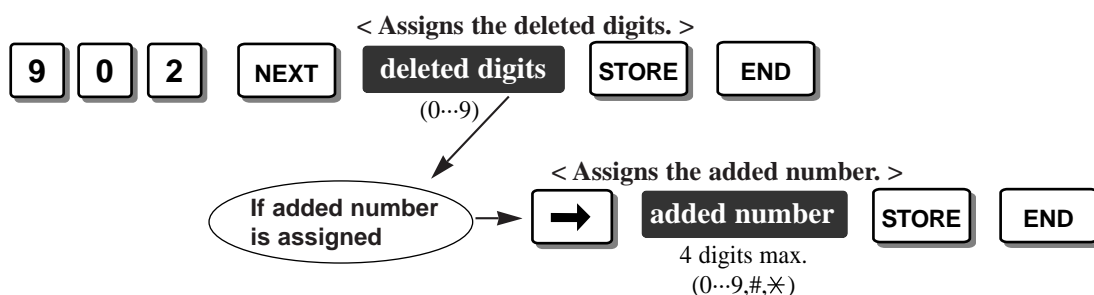 < Assigns the deleted digits. >
9 0 2 NEXT deleted digits STORE END
(0···9)
< Assigns the added number. >
If added number
is assigned
➞ added number STORE END
4 digits max.
(0···9,#,✕)